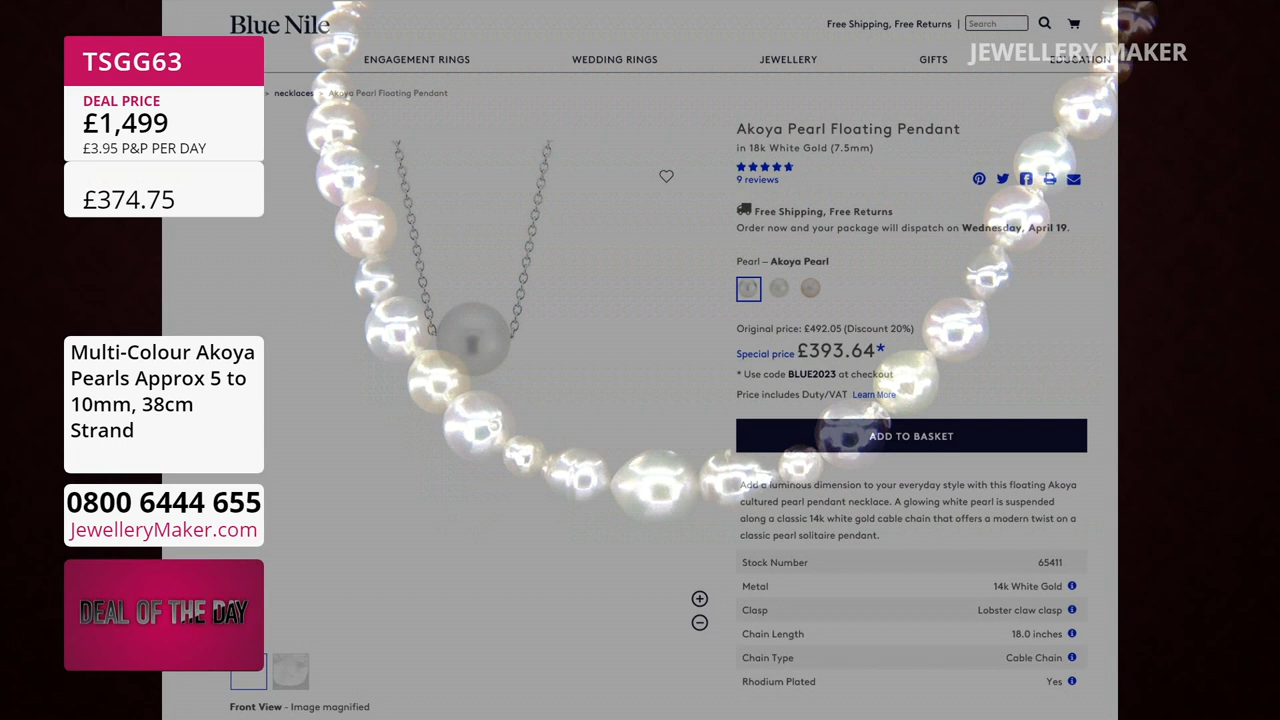 TSGG63
DEAL PRICE
£1,499
£3.95 P&P PER DAY
£374.75
Multi-Colour Akoya
Pearls Approx 5 to
10mm, 38cm
Strand
0800 6444 655
JewelleryMaker.com
DEAL OF THE DAY
JEWELLERY MAKER
Blue Nile
Free Shipping, Free Returns |
Search
ENGAGEMENT RINGS
WEDDING RINGS
JEWELLERY
GIFTS
EDUCATION
> necklaces > Akoya Pearl Floating Pendant
Akoya Pearl Floating Pendant
in 18k White Gold (7.5mm)
9 reviews
Free Shipping, Free Returns
Order now and your package will dispatch on Wednesday, April 19.
Pearl – Akoya Pearl
Original price: £492.05 (Discount 20%)
Special price £393.64*
* Use code BLUE2023 at checkout
Price includes Duty/VAT Learn More
ADD TO BASKET
Add a luminous dimension to your everyday style with this floating Akoya
cultured pearl pendant necklace. A glowing white pearl is suspended
along a classic 14k white gold cable chain that offers a modern twist on a
classic pearl solitaire pendant.
Stock Number 65411
Metal 14k White Gold
Clasp Lobster claw clasp
Chain Length 18.0 inches
Chain Type Cable Chain
Rhodium Plated Yes
Front View - Image magnified